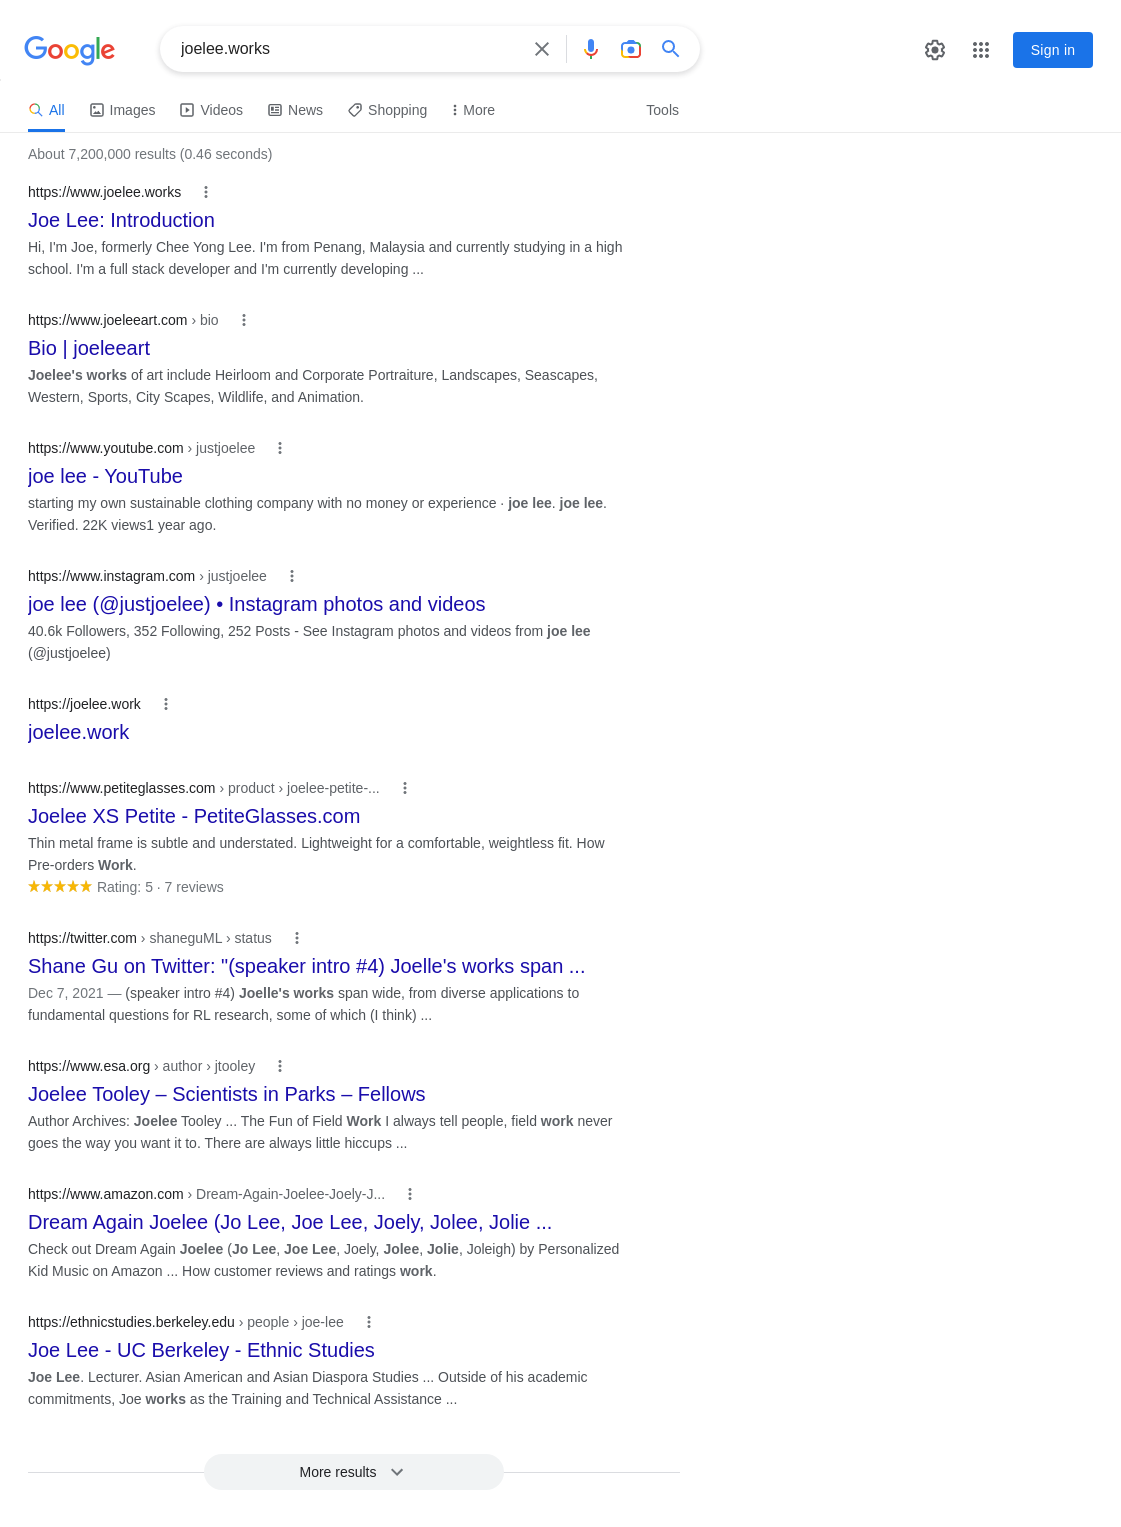 Google
joelee.works
Sign in
All Images Videos News Shopping More Tools
About 7,200,000 results (0.46 seconds)
https://www.joelee.works
Joe Lee: Introduction
Hi, I'm Joe, formerly Chee Yong Lee. I'm from Penang, Malaysia and currently studying in a high
school. I'm a full stack developer and I'm currently developing ...
https://www.joeleeart.com › bio
Bio | joeleeart
Joelee's works of art include Heirloom and Corporate Portraiture, Landscapes, Seascapes,
Western, Sports, City Scapes, Wildlife, and Animation.
https://www.youtube.com › justjoelee
joe lee - YouTube
starting my own sustainable clothing company with no money or experience · joe lee. joe lee.
Verified. 22K views1 year ago.
https://www.instagram.com › justjoelee
joe lee (@justjoelee) • Instagram photos and videos
40.6k Followers, 352 Following, 252 Posts - See Instagram photos and videos from joe lee
(@justjoelee)
https://joelee.work
joelee.work
https://www.petiteglasses.com › product › joelee-petite-...
Joelee XS Petite - PetiteGlasses.com
Thin metal frame is subtle and understated. Lightweight for a comfortable, weightless fit. How
Pre-orders Work.
Rating: 5 · 7 reviews
https://twitter.com › shaneguML › status
Shane Gu on Twitter: "(speaker intro #4) Joelle's works span ...
Dec 7, 2021 — (speaker intro #4) Joelle's works span wide, from diverse applications to
fundamental questions for RL research, some of which (I think) ...
https://www.esa.org › author › jtooley
Joelee Tooley – Scientists in Parks – Fellows
Author Archives: Joelee Tooley ... The Fun of Field Work I always tell people, field work never
goes the way you want it to. There are always little hiccups ...
https://www.amazon.com › Dream-Again-Joelee-Joely-J...
Dream Again Joelee (Jo Lee, Joe Lee, Joely, Jolee, Jolie ...
Check out Dream Again Joelee (Jo Lee, Joe Lee, Joely, Jolee, Jolie, Joleigh) by Personalized
Kid Music on Amazon ... How customer reviews and ratings work.
https://ethnicstudies.berkeley.edu › people › joe-lee
Joe Lee - UC Berkeley - Ethnic Studies
Joe Lee. Lecturer. Asian American and Asian Diaspora Studies ... Outside of his academic
commitments, Joe works as the Training and Technical Assistance ...
More results